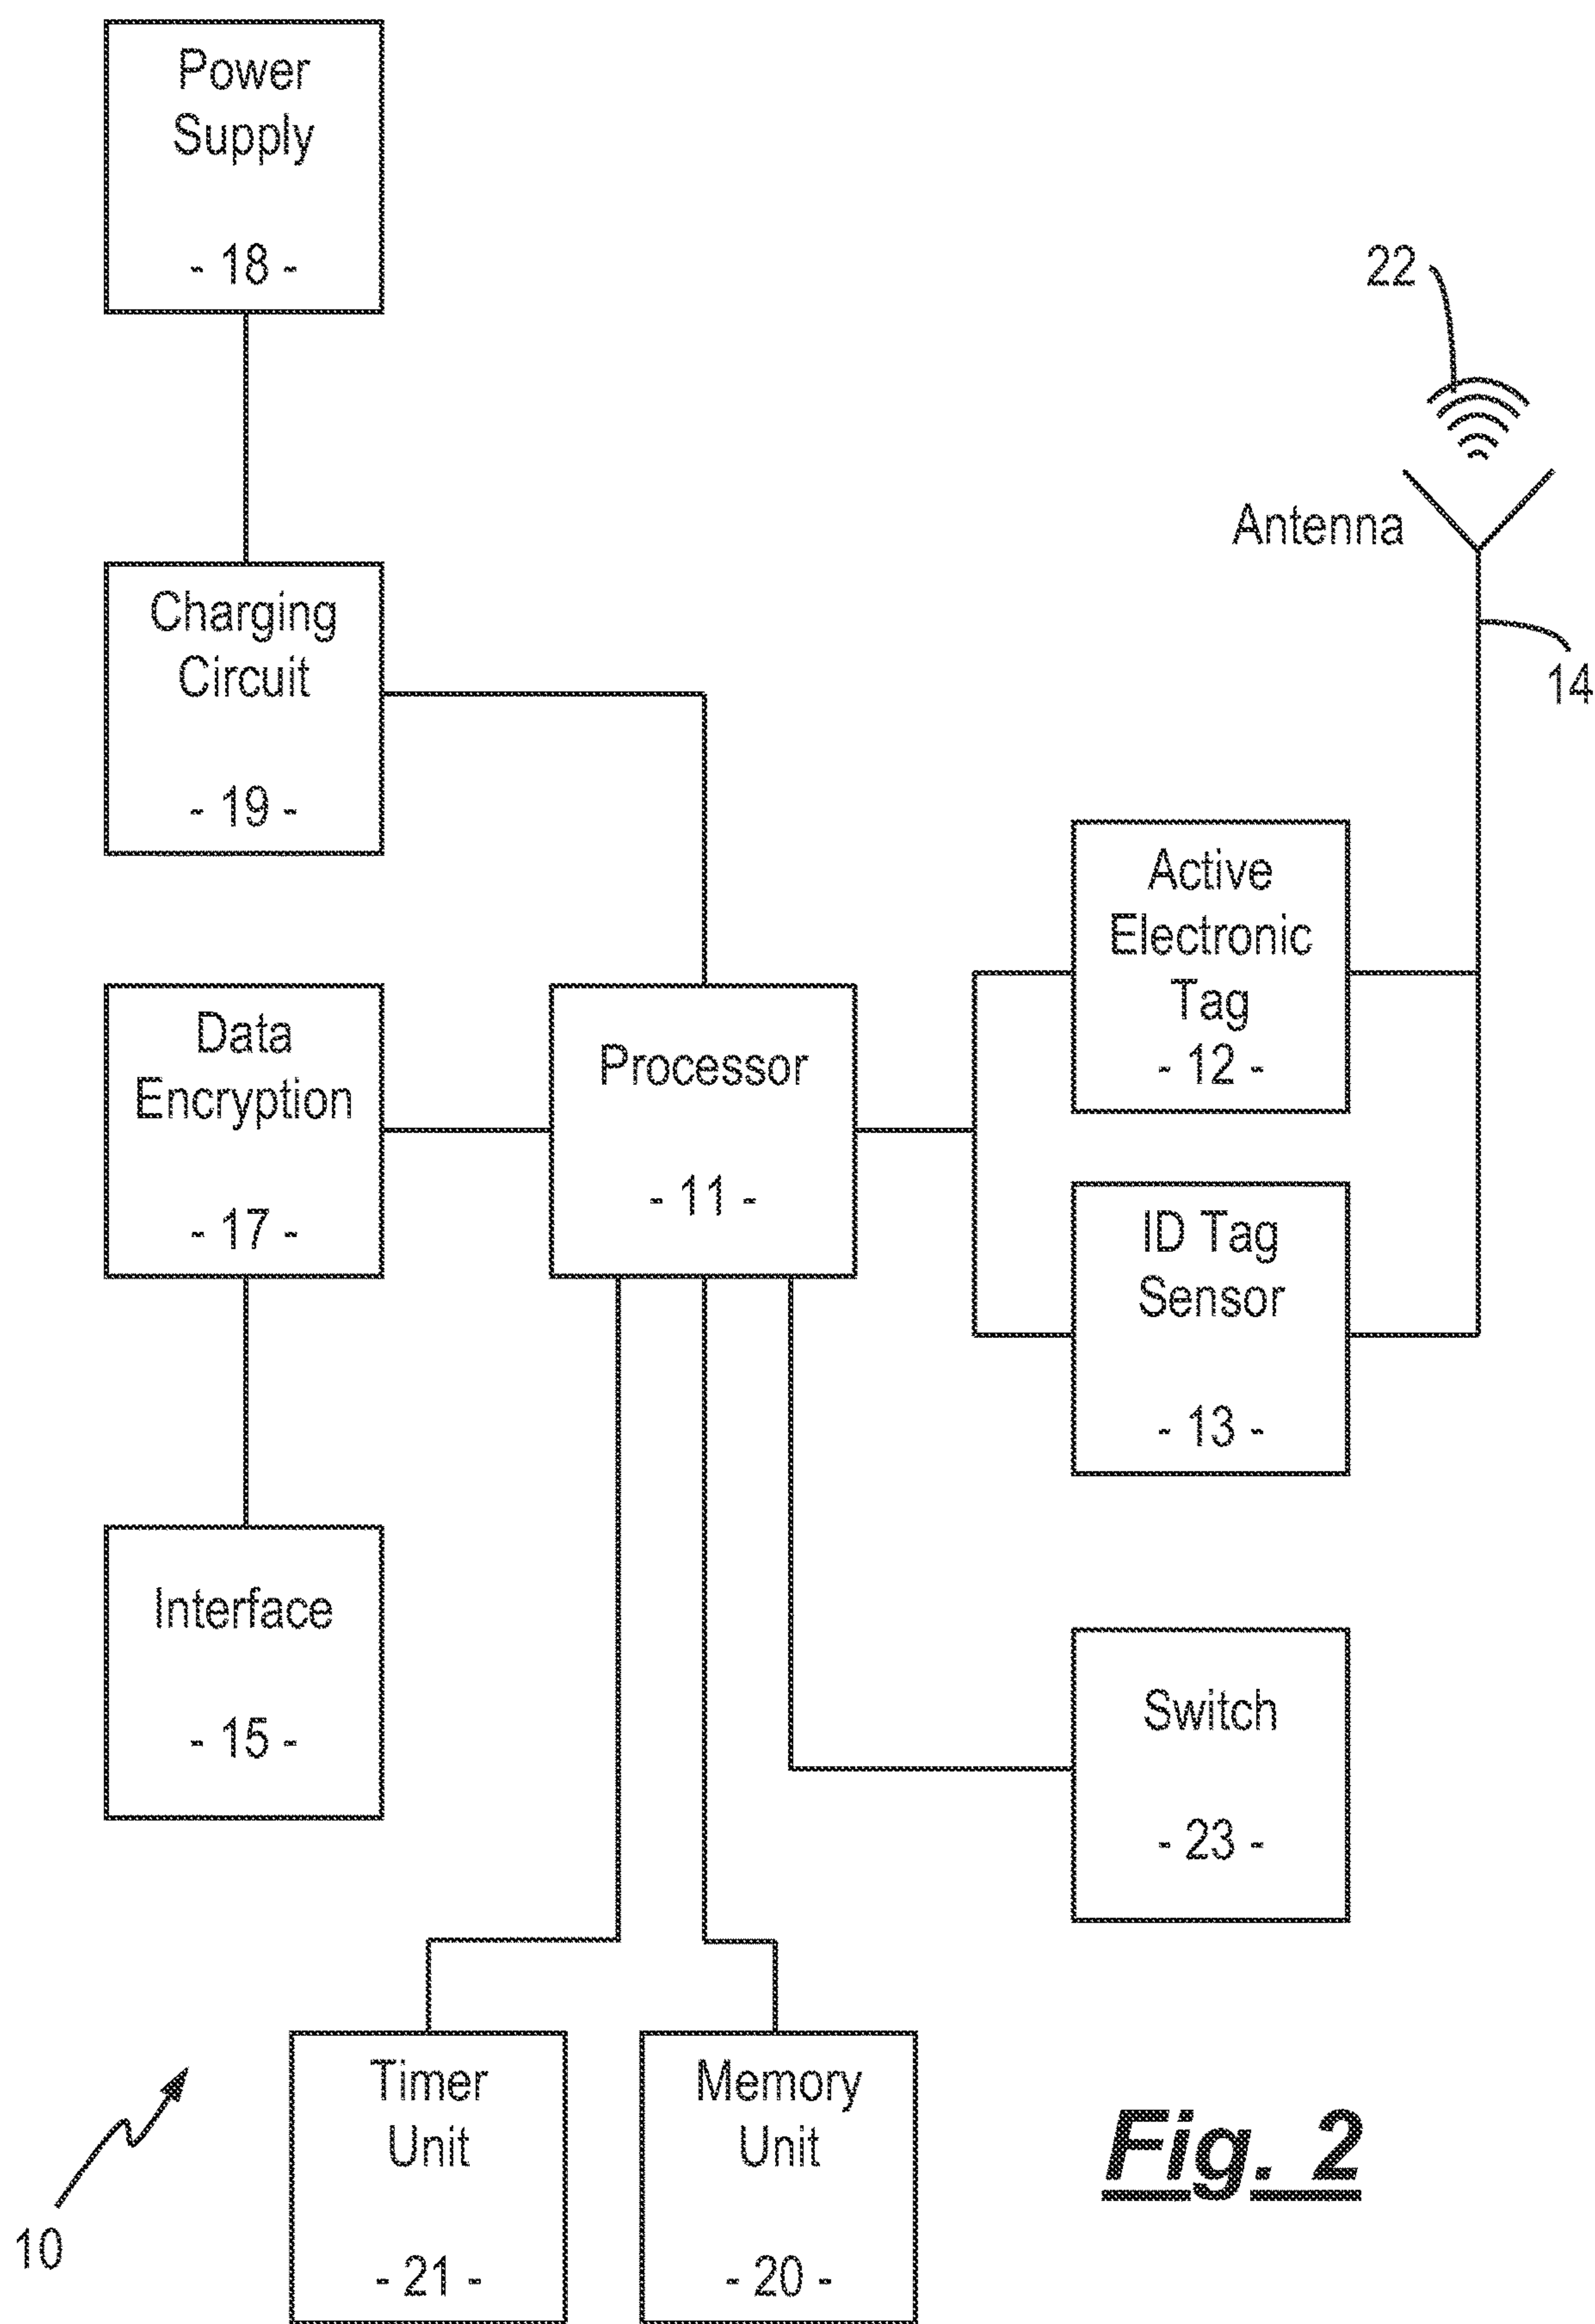 Power
Supply
- 18 -
22
Antenna
14
Charging
Circuit
- 19 -
Active
Electronic
Tag
- 12 -
Data
Encryption
- 17 -
Processor
- 11 -
ID Tag
Sensor
- 13 -
Interface
- 15 -
Switch
- 23 -
Timer
Unit
- 21 -
Memory
Unit
- 20 -
10
Fig. 2